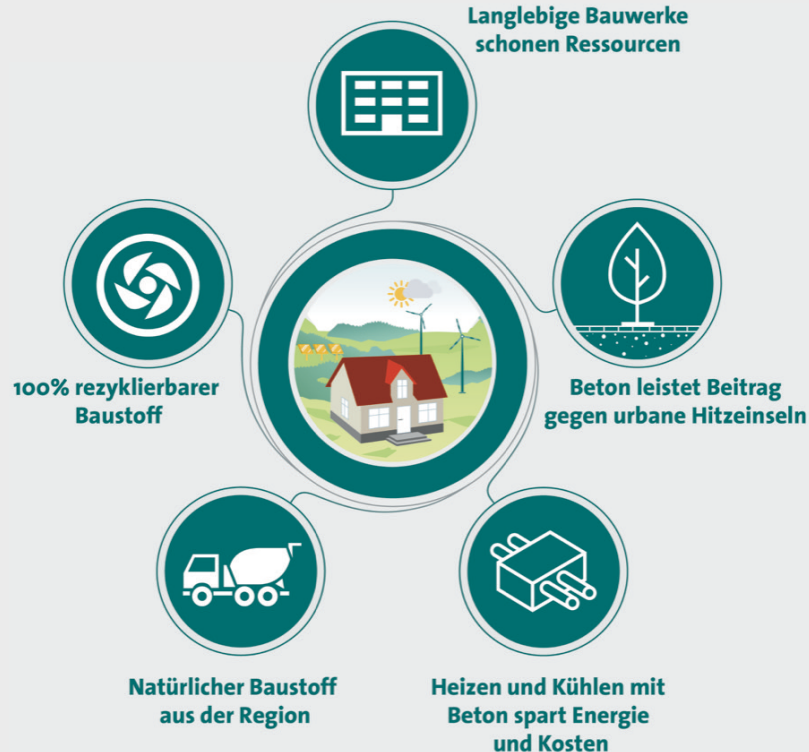 Langlebige Bauwerke
schonen Ressourcen
100% rezyklierbarer
Baustoff
Beton leistet Beitrag
gegen urbane Hitzeinseln
Natürlicher Baustoff
aus der Region
Heizen und Kühlen mit
Beton spart Energie
und Kosten